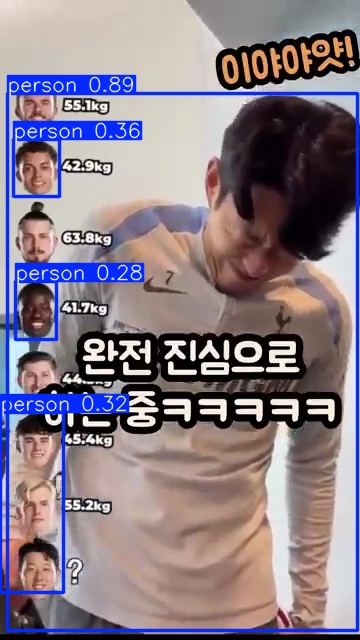 이야야얏!
person 0.89
55.1kg
person 0.36
42.9kg
63.8kg
person 0.28
41.7kg
7
완전 진심으로
person 0.32
중ㅋㅋㅋㅋㅋ
45.4kg
55.2kg
?